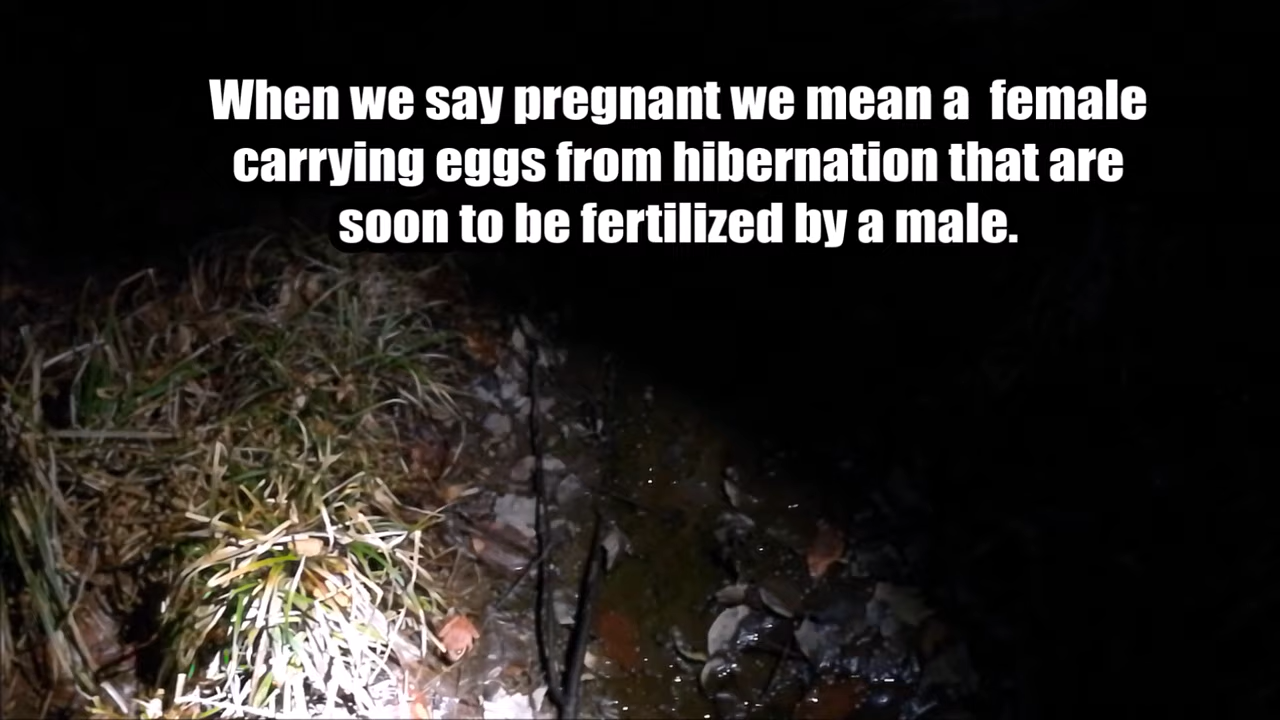 When we say pregnant we mean a  female
carrying eggs from hibernation that are
soon to be fertilized by a male.